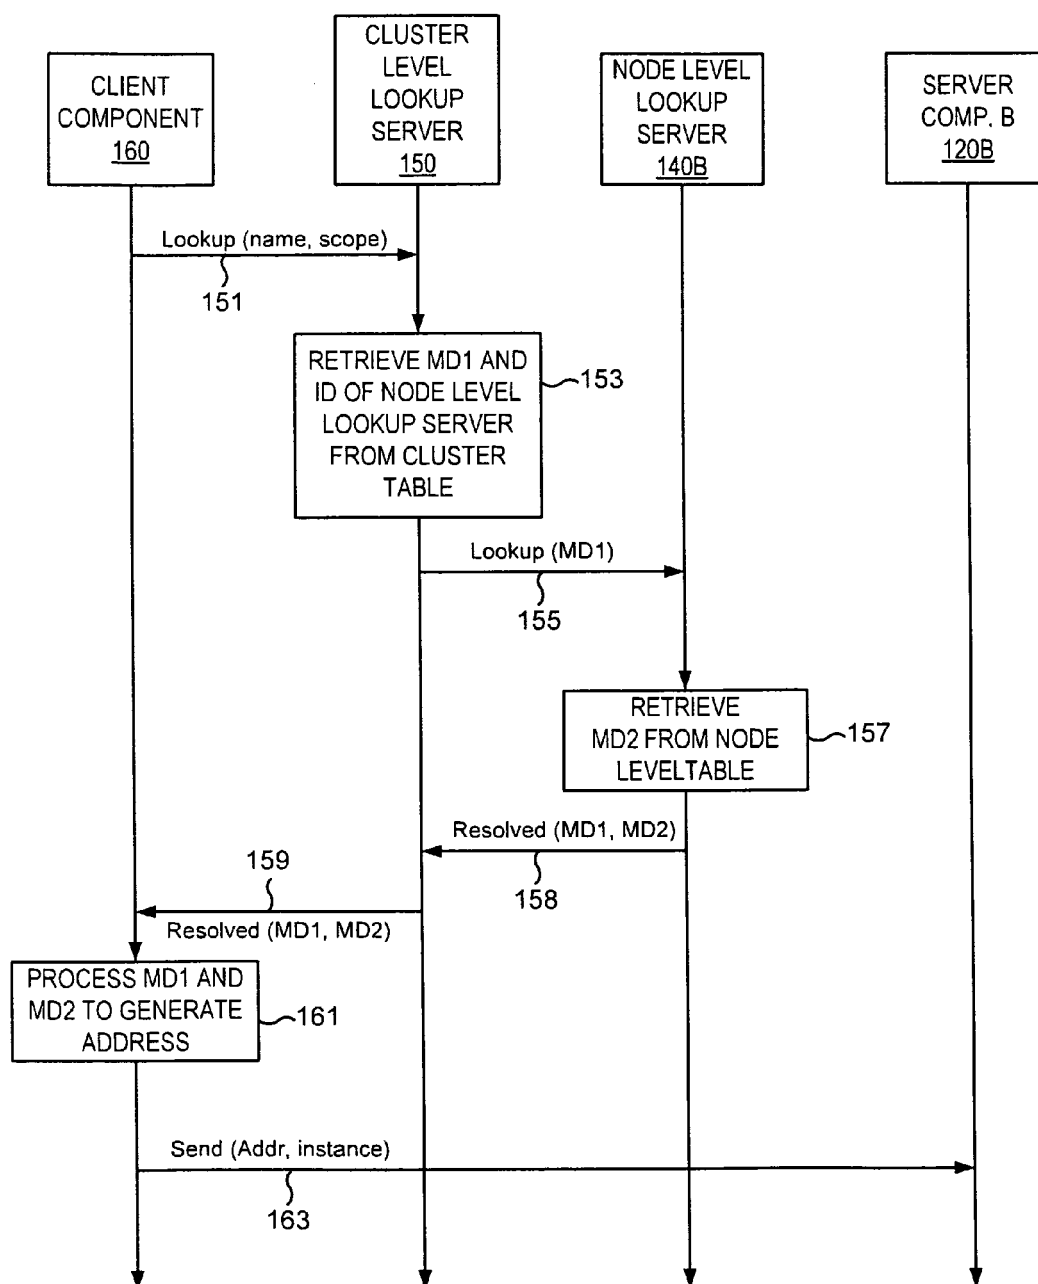 CLIENT
COMPONENT
160
CLUSTER
LEVEL
LOOKUP
SERVER
150
NODE LEVEL
LOOKUP
SERVER
140B
SERVER
COMP. B
120B
Lookup (name, scope)
151
RETRIEVE MD1 AND
ID OF NODE LEVEL
LOOKUP SERVER
FROM CLUSTER
TABLE
153
Lookup (MD1)
155
RETRIEVE
MD2 FROM NODE
LEVELTABLE
157
Resolved (MD1, MD2)
158
159
Resolved (MD1, MD2)
PROCESS MD1 AND
MD2 TO GENERATE
ADDRESS
161
Send (Addr, instance)
163